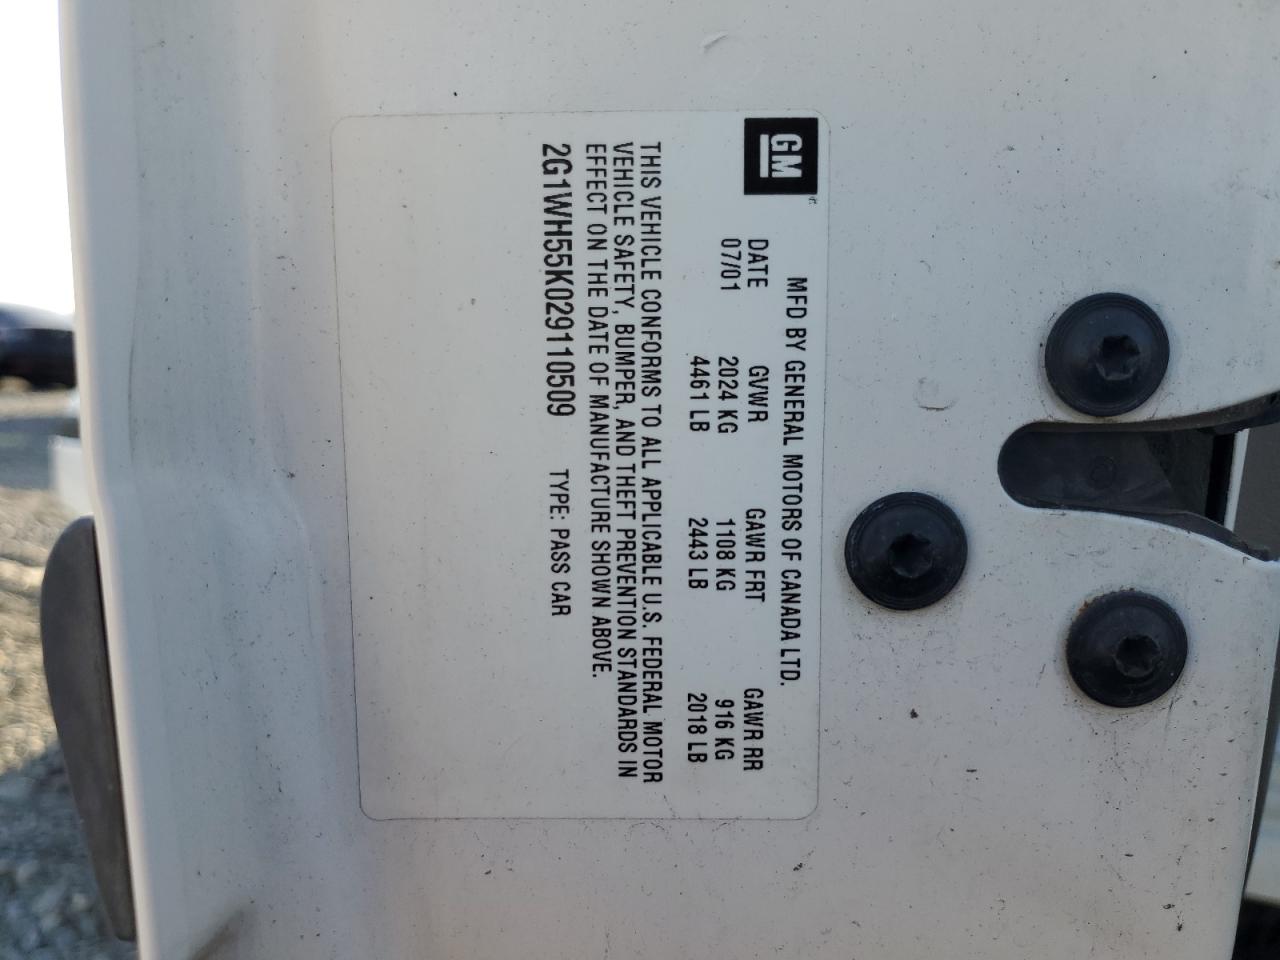 GM
MFD BY GENERAL MOTORS OF CANADA LTD.
DATE GVWR GAWR FRT GAWR RR
07/01 2024 KG 1108 KG 916 KG
4461 LB 2443 LB 2018 LB
THIS VEHICLE CONFORMS TO ALL APPLICABLE U.S. FEDERAL MOTOR
VEHICLE SAFETY, BUMPER, AND THEFT PREVENTION STANDARDS IN
EFFECT ON THE DATE OF MANUFACTURE SHOWN ABOVE.
2G1WH55K029110509 TYPE: PASS CAR